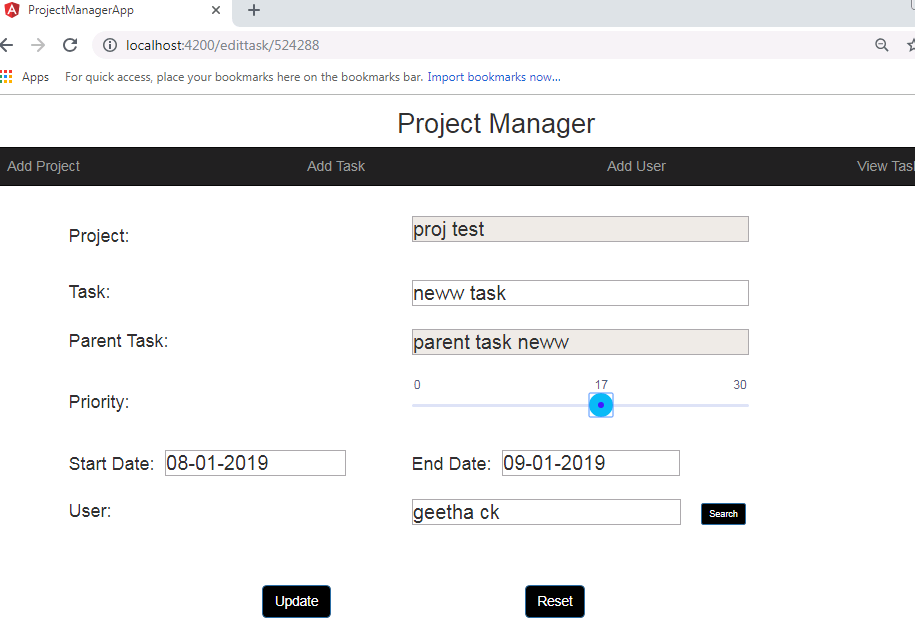 ProjectManagerApp
localhost:4200/edittask/524288
Apps For quick access, place your bookmarks here on the bookmarks bar. Import bookmarks now...
Project Manager
Add Project Add Task Add User View Tas
Project: proj test
Task: neww task
Parent Task: parent task neww
0 17 30
Priority:
Start Date: 08-01-2019 End Date: 09-01-2019
User: geetha ck Search
Update Reset